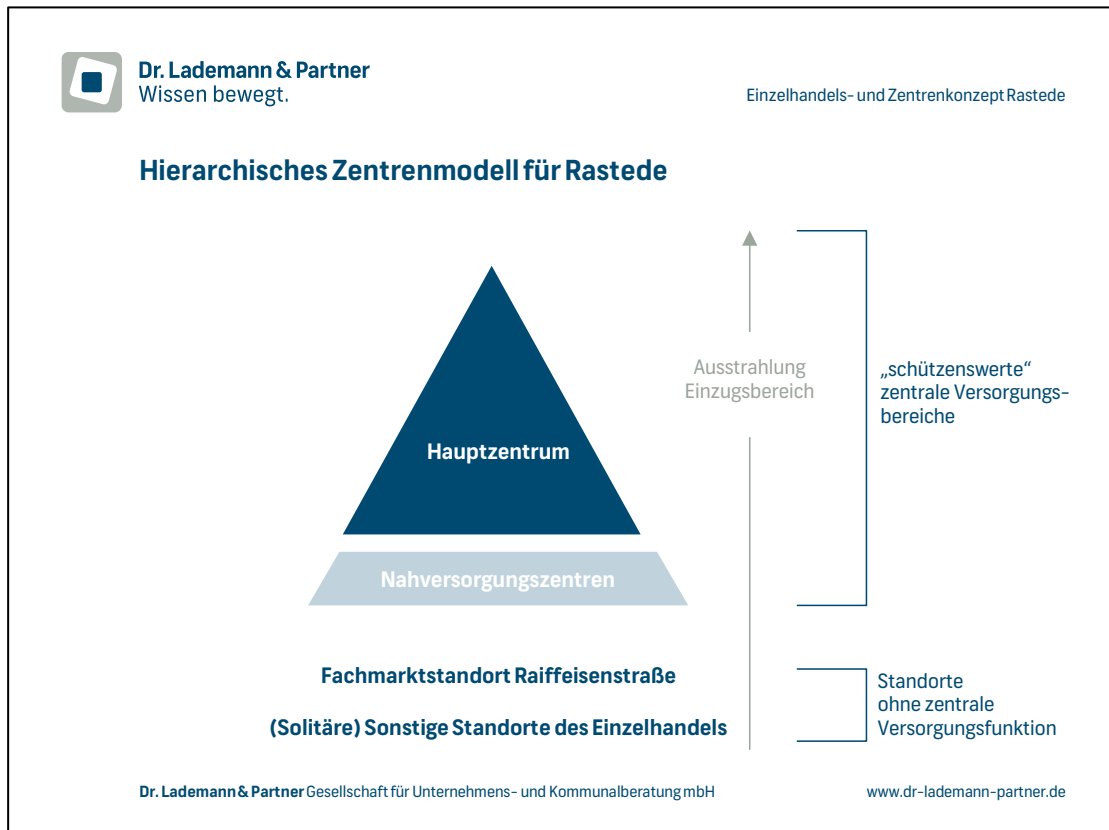 Dr. Lademann & Partner
Wissen bewegt.
Einzelhandels- und Zentrenkonzept Rastede
Hierarchisches Zentrenmodell für Rastede
Ausstrahlung
Einzugsbereich
„schützenswerte“
zentrale Versorgungs-
bereiche
Hauptzentrum
Nahversorgungszentren
Fachmarktstandort Raiffeisenstraße
(Solitäre) Sonstige Standorte des Einzelhandels
Standorte
ohne zentrale
Versorgungsfunktion
Dr. Lademann & Partner Gesellschaft für Unternehmens- und Kommunalberatung mbH
www.dr-lademann-partner.de